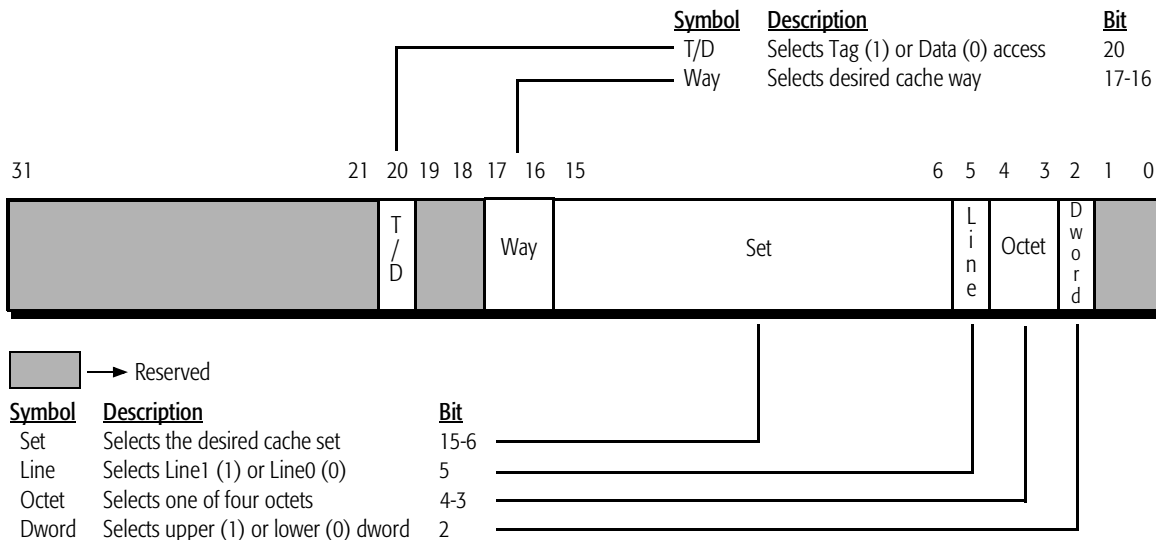 Symbol Description Bit
T/D Selects Tag (1) or Data (0) access 20
Way Selects desired cache way 17-16
31 21 20 19 18 17 16 15 6 5 4 3 2 1 0
T/D Way Set Line Octet Dword
Reserved
Symbol Description Bit
Set Selects the desired cache set 15-6
Line Selects Line1 (1) or Line0 (0) 5
Octet Selects one of four octets 4-3
Dword Selects upper (1) or lower (0) dword 2